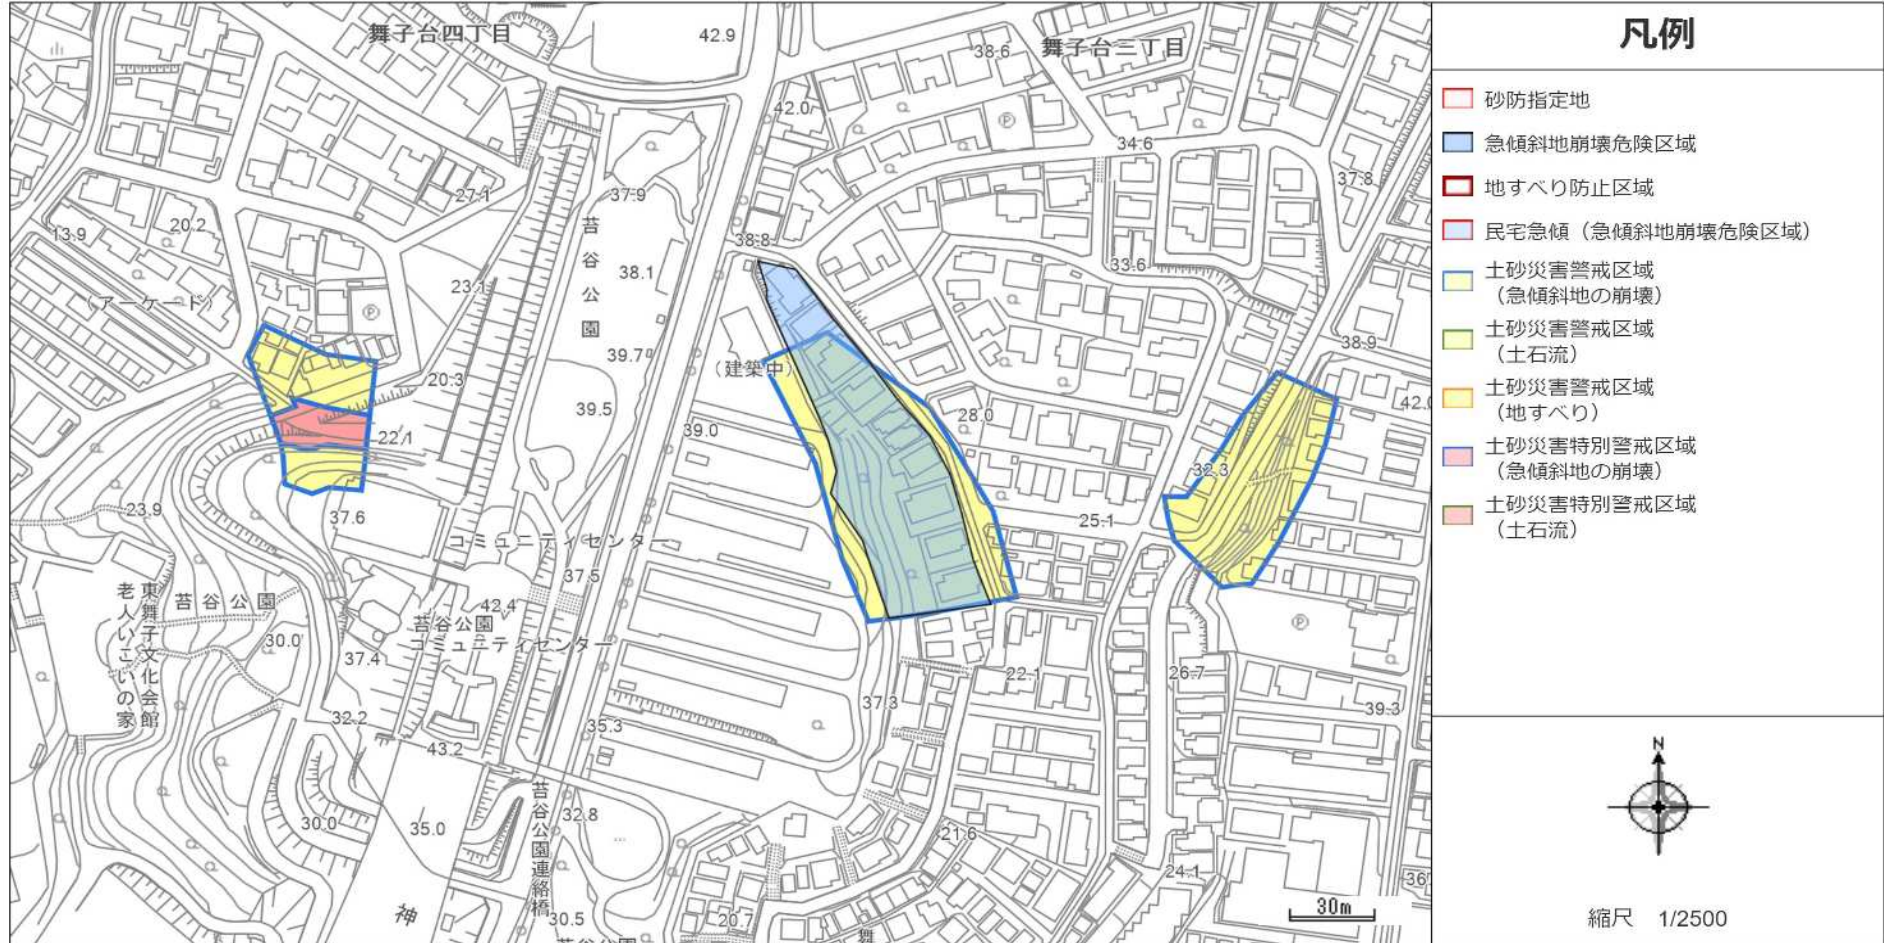 舞子台四丁目
42.9
38.6
舞子台三丁目
42.0
34.6
37.8
27.1
37.9
苔谷公園
20.2
13.9
38.8
33.6
38.1
23.1
(アーケード)
P
P
39.7
38.9
(建築中)
20.3
39.5
28.0
42.0
39.0
22.1
32.3
23.9
37.6
25.1
コミュニティセンター
37.5
東舞子文化会館
老人いこいの家
苔谷公園
42.4
苔谷公園
コミュニティセンター
30.0
37.4
22.1
26.7
P
37.3
39.3
32.2
35.3
43.2
苔谷公園連絡橋
32.8
30.0
35.0
21.6
24.1
36
神
30.5
20.7
舞
苔谷公園
30m
凡例
砂防指定地
急傾斜地崩壊危険区域
地すべり防止区域
民宅急傾（急傾斜地崩壊危険区域）
土砂災害警戒区域
（急傾斜地の崩壊）
土砂災害警戒区域
（土石流）
土砂災害警戒区域
（地すべり）
土砂災害特別警戒区域
（急傾斜地の崩壊）
土砂災害特別警戒区域
（土石流）
N
縮尺　1/2500